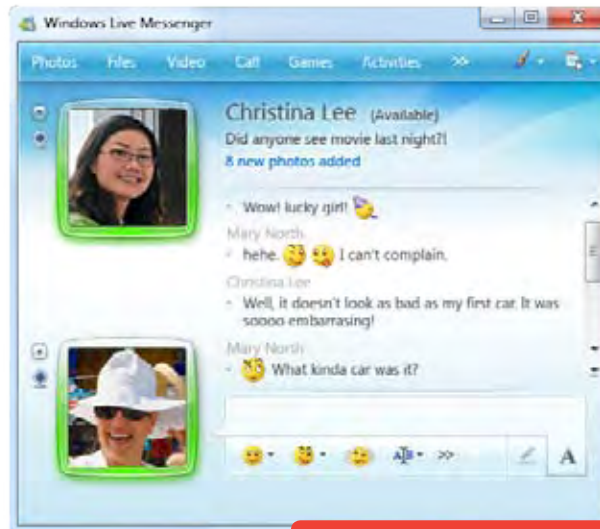 Windows Live Messenger
Photos Files Video Call Games Activities >>
Christina Lee (Available)
Did anyone see movie last night?!
8 new photos added
Wow! lucky girl!
Mary North
hehe. I can't complain.
Christina Lee
Well, it doesn't look as bad as my first car. It was
soooo embarrasing!
Mary North
What kinda car was it?
A